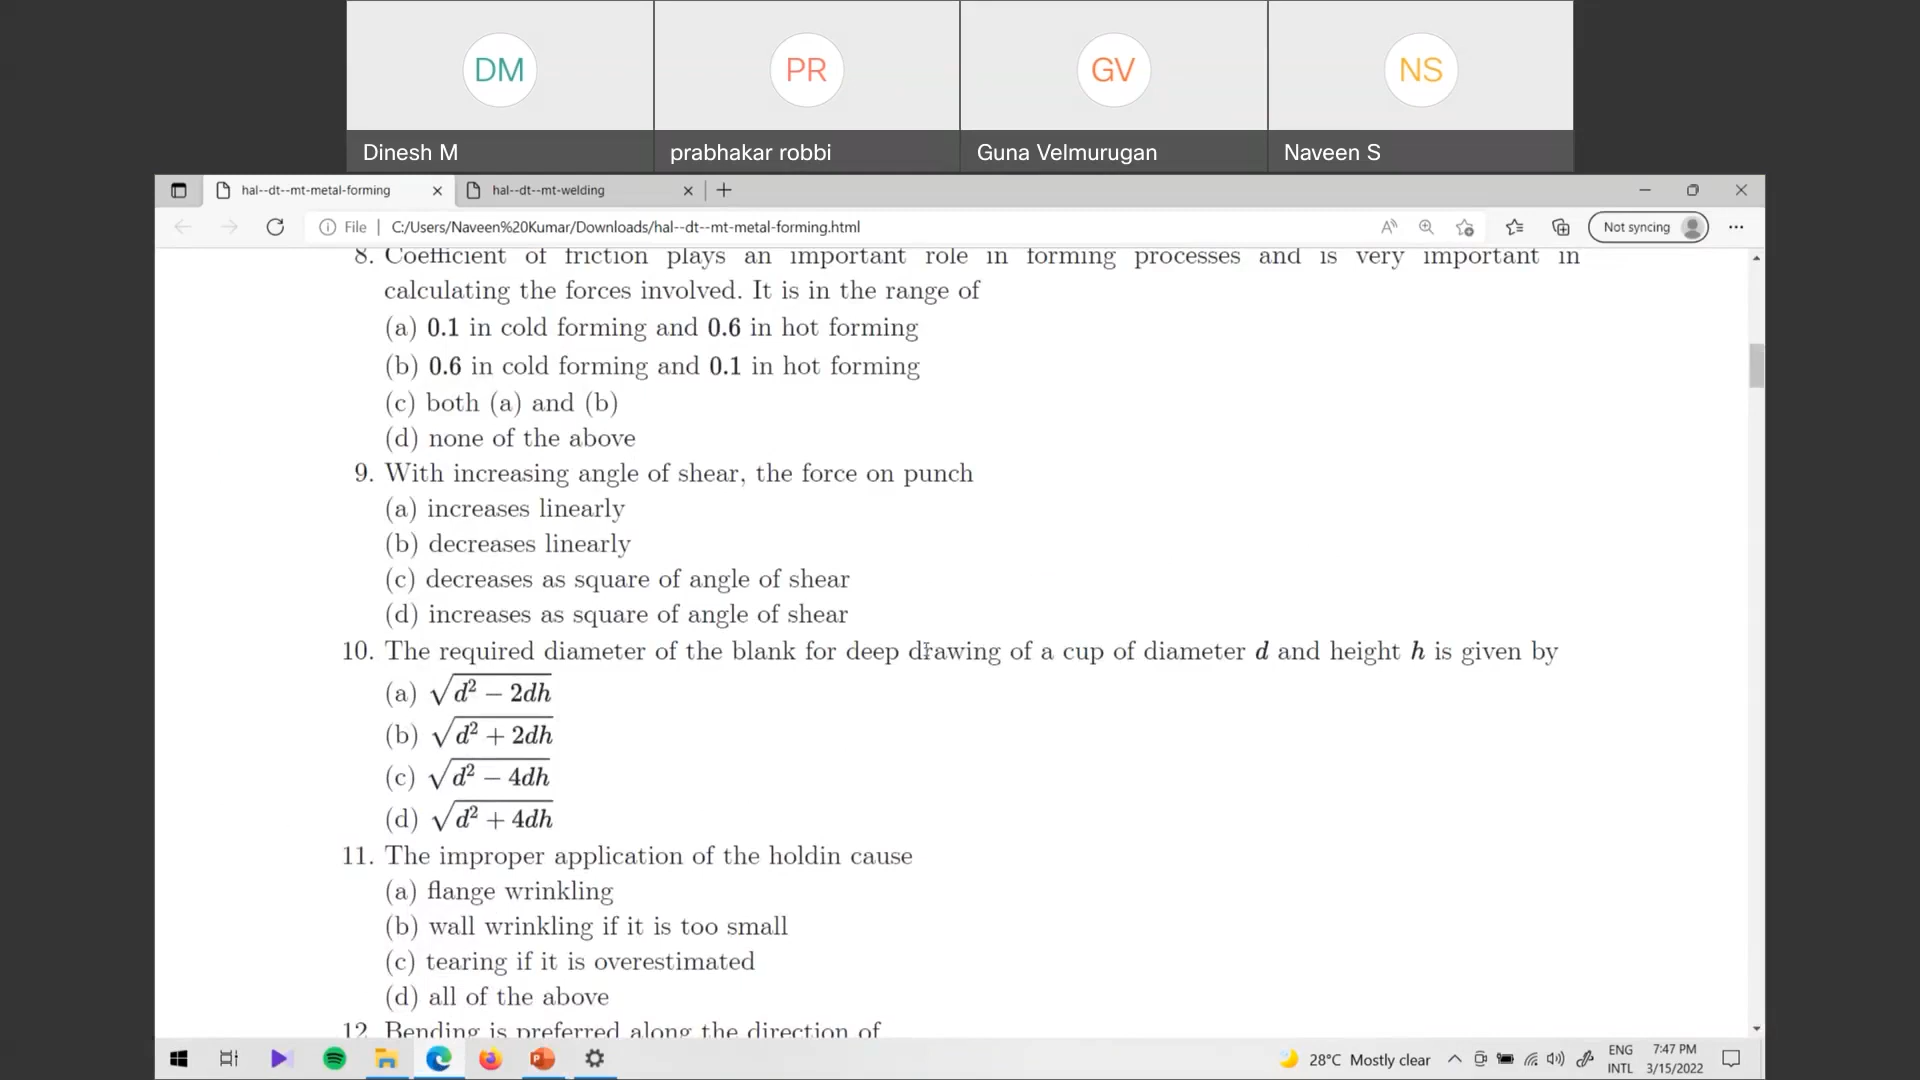 DM
PR
GV
NS
Dinesh M
prabhakar robbi
Guna Velmurugan
Naveen S
hal--dt--mt-metal-forming
hal--dt--mt-welding
File
C:/Users/Naveen%20Kumar/Downloads/hal--dt--mt-metal-forming.html
Not syncing
8. Coefficient of friction plays an important role in forming processes and is very important in
calculating the forces involved. It is in the range of
(a) 0.1 in cold forming and 0.6 in hot forming
(b) 0.6 in cold forming and 0.1 in hot forming
(c) both (a) and (b)
(d) none of the above
9. With increasing angle of shear, the force on punch
(a) increases linearly
(b) decreases linearly
(c) decreases as square of angle of shear
(d) increases as square of angle of shear
10. The required diameter of the blank for deep drawing of a cup of diameter d and height h is given by
(a) √d² − 2dh
(b) √d² + 2dh
(c) √d² − 4dh
(d) √d² + 4dh
11. The improper application of the holdin cause
(a) flange wrinkling
(b) wall wrinkling if it is too small
(c) tearing if it is overestimated
(d) all of the above
12. Bending is preferred along the direction of
28°C Mostly clear
ENG
INTL
7:47 PM
3/15/2022